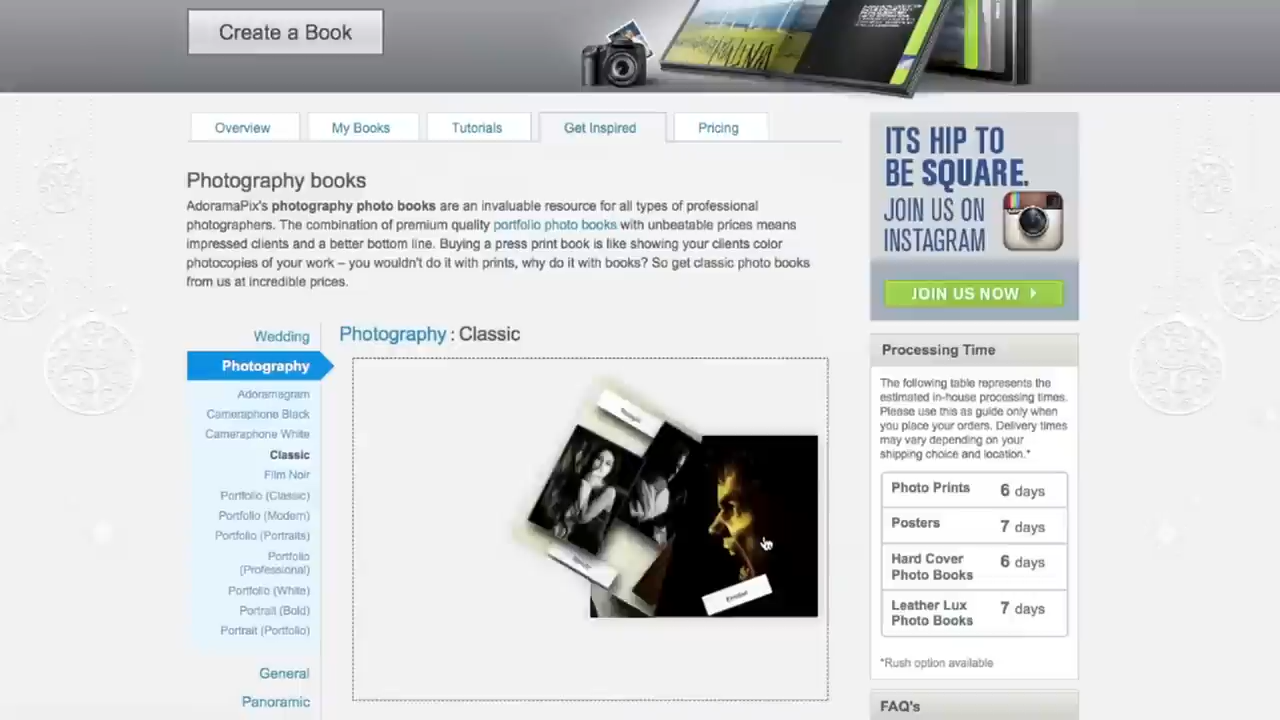 Create a Book
Overview
My Books
Tutorials
Get Inspired
Pricing
Photography books
AdoramaPix's photography photo books are an invaluable resource for all types of professional
photographers. The combination of premium quality portfolio photo books with unbeatable prices means
impressed clients and a better bottom line. Buying a press print book is like showing your clients color
photocopies of your work – you wouldn't do it with prints, why do it with books? So get classic photo books
from us at incredible prices.
Wedding
Photography
Adoramagram
Cameraphone Black
Cameraphone White
Classic
Film Noir
Portfolio (Classic)
Portfolio (Modern)
Portfolio (Portraits)
Portfolio
(Professional)
Portfolio (White)
Portrait (Bold)
Portrait (Portfolio)
General
Panoramic
Photography : Classic
ITS HIP TO
BE SQUARE.
JOIN US ON
INSTAGRAM
JOIN US NOW
Processing Time
The following table represents the
estimated in-house processing times.
Please use this as guide only when
you place your orders. Delivery times
may vary depending on your
shipping choice and location.*
Photo Prints 6 days
Posters 7 days
Hard Cover
Photo Books 6 days
Leather Lux
Photo Books 7 days
*Rush option available
FAQ's